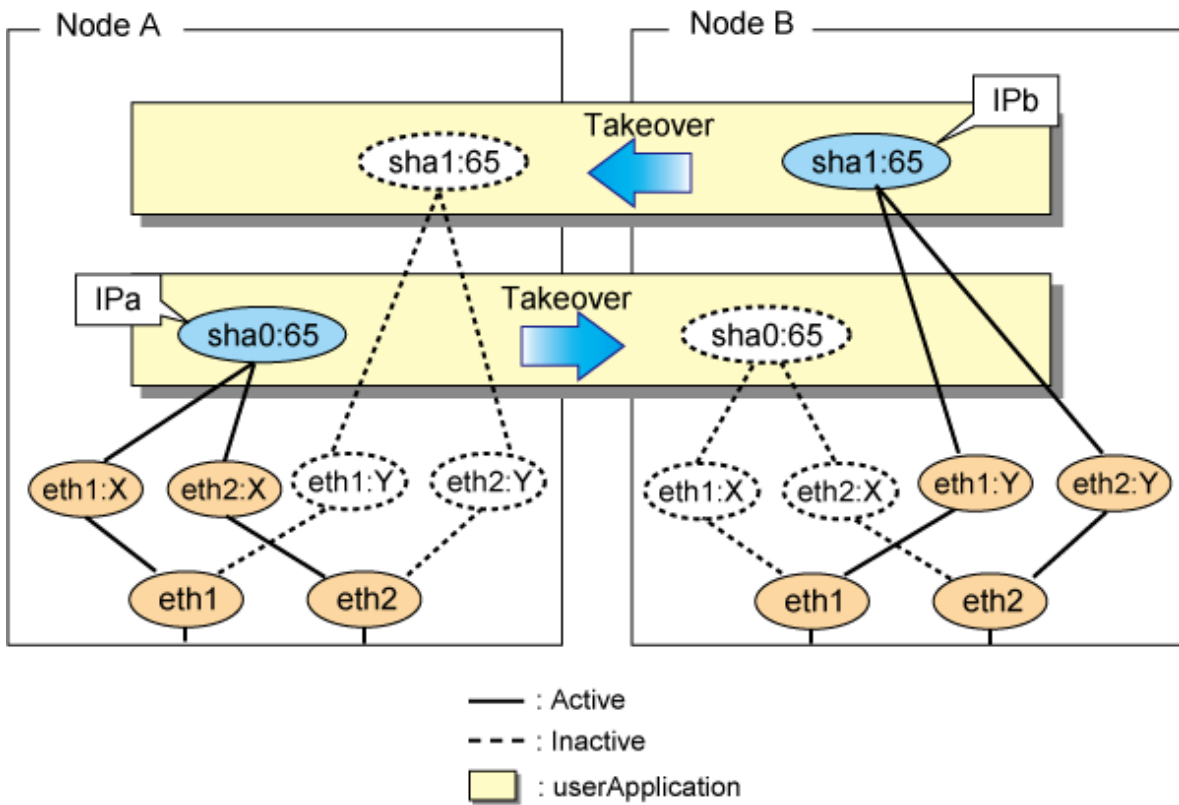 Node A
Node B
IPb
Takeover
sha1:65
sha1:65
IPa
Takeover
sha0:65
sha0:65
eth1:X
eth2:X
eth1:Y
eth2:Y
eth1:X
eth2:X
eth1:Y
eth2:Y
eth1
eth2
eth1
eth2
: Active
: Inactive
: userApplication